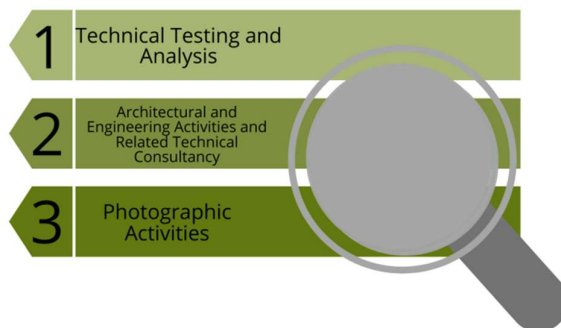 1
Technical Testing and
Analysis
2
Architectural and
Engineering Activities and
Related Technical
Consultancy
3
Photographic
Activities